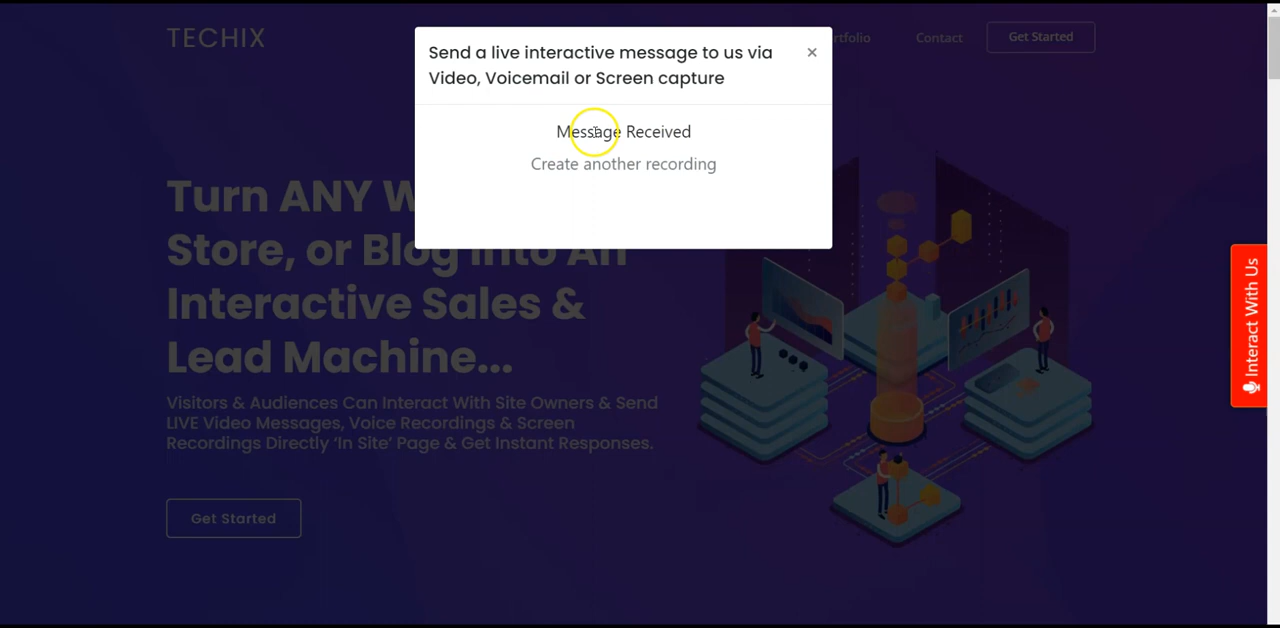 TECHIX
rtfolio
Contact
Get Started
Send a live interactive message to us via
Video, Voicemail or Screen capture
×
Message Received
Create another recording
Turn ANY W
Store, or Blog Into An
Interactive Sales &
Lead Machine...
Visitors & Audiences Can Interact With Site Owners & Send
LIVE Video Messages, Voice Recordings & Screen
Recordings Directly ‘In Site’ Page & Get Instant Responses.
Get Started
Interact With Us